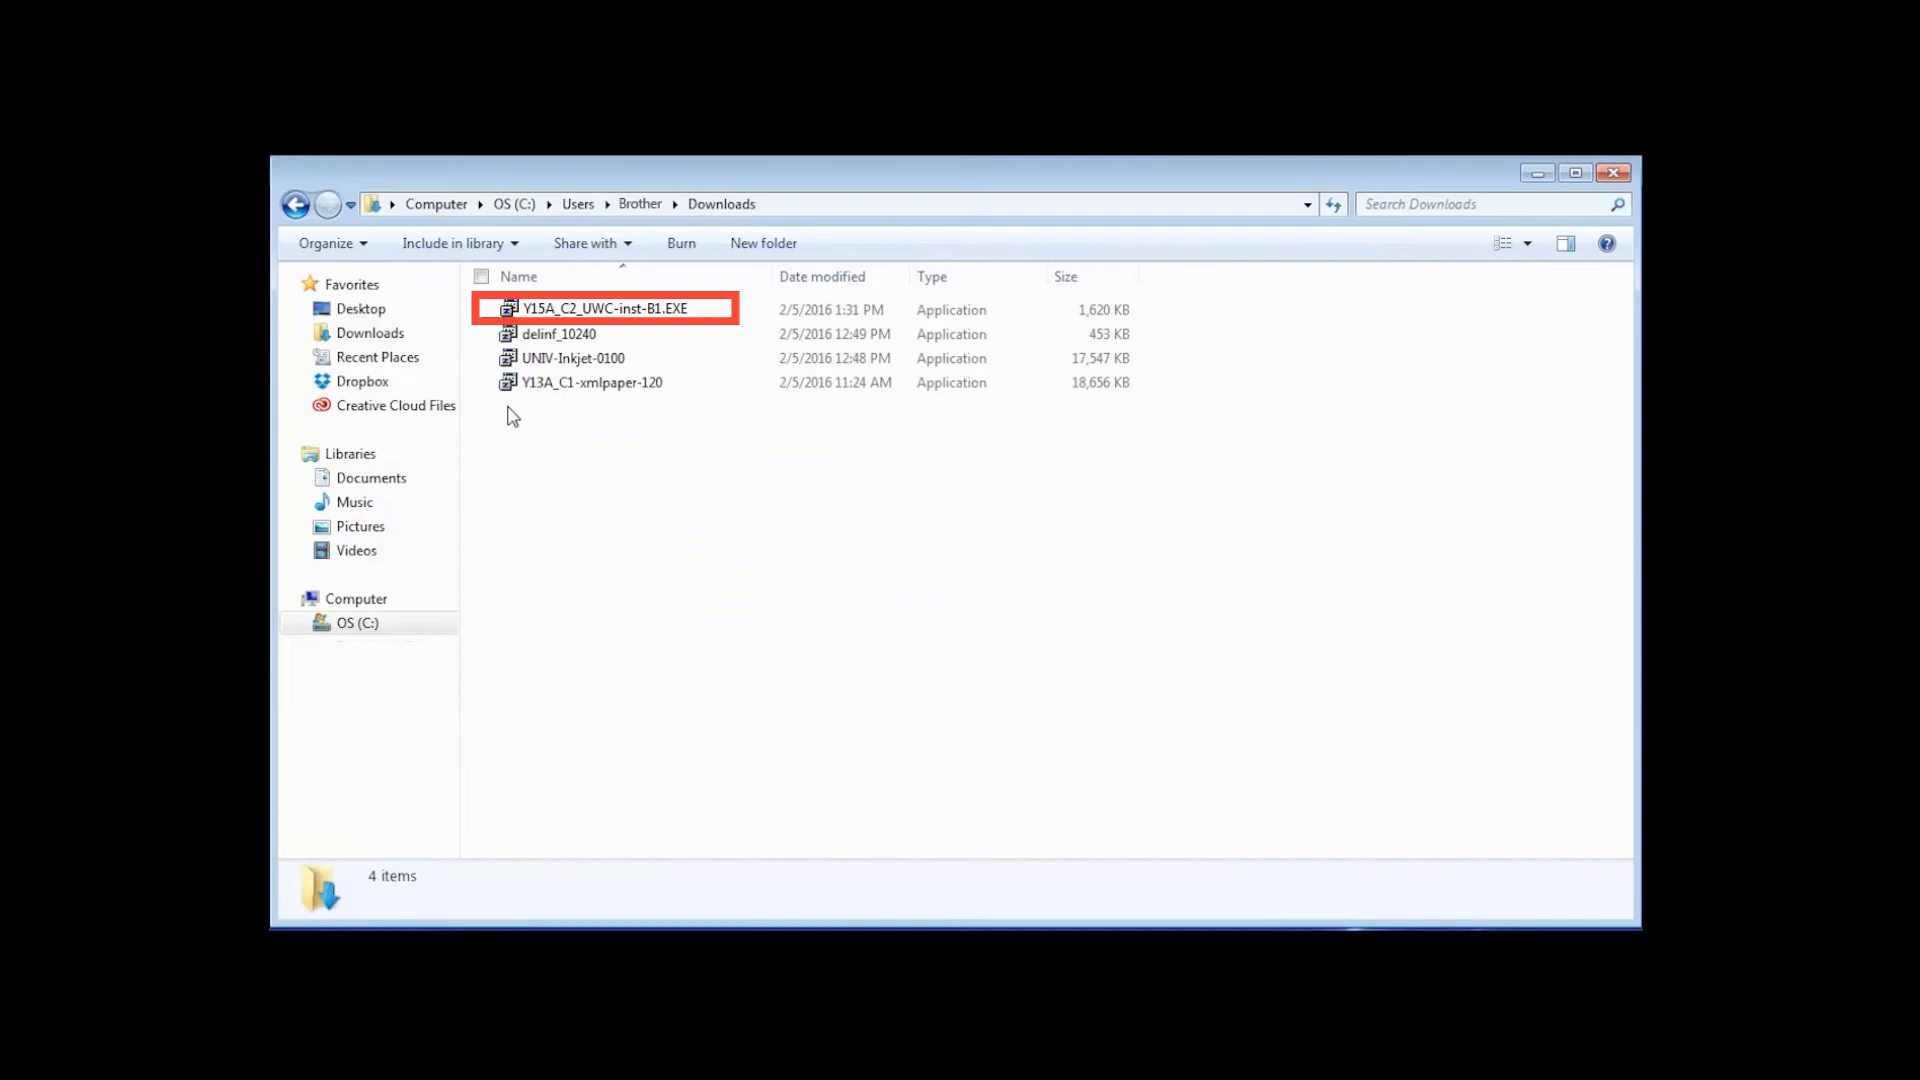 Computer OS (C:) Users Brother Downloads
Search Downloads
Organize Include in library Share with Burn New folder
Name Date modified Type Size
Y15A_C2_UWC-inst-B1.EXE 2/5/2016 1:31 PM Application 1,620 KB
delinf_10240 2/5/2016 12:49 PM Application 453 KB
UNIV-Inkjet-0100 2/5/2016 12:48 PM Application 17,547 KB
Y13A_C1-xmlpaper-120 2/5/2016 11:24 AM Application 18,656 KB
Favorites
Desktop
Downloads
Recent Places
Dropbox
Creative Cloud Files
Libraries
Documents
Music
Pictures
Videos
Computer
OS (C:)
4 items